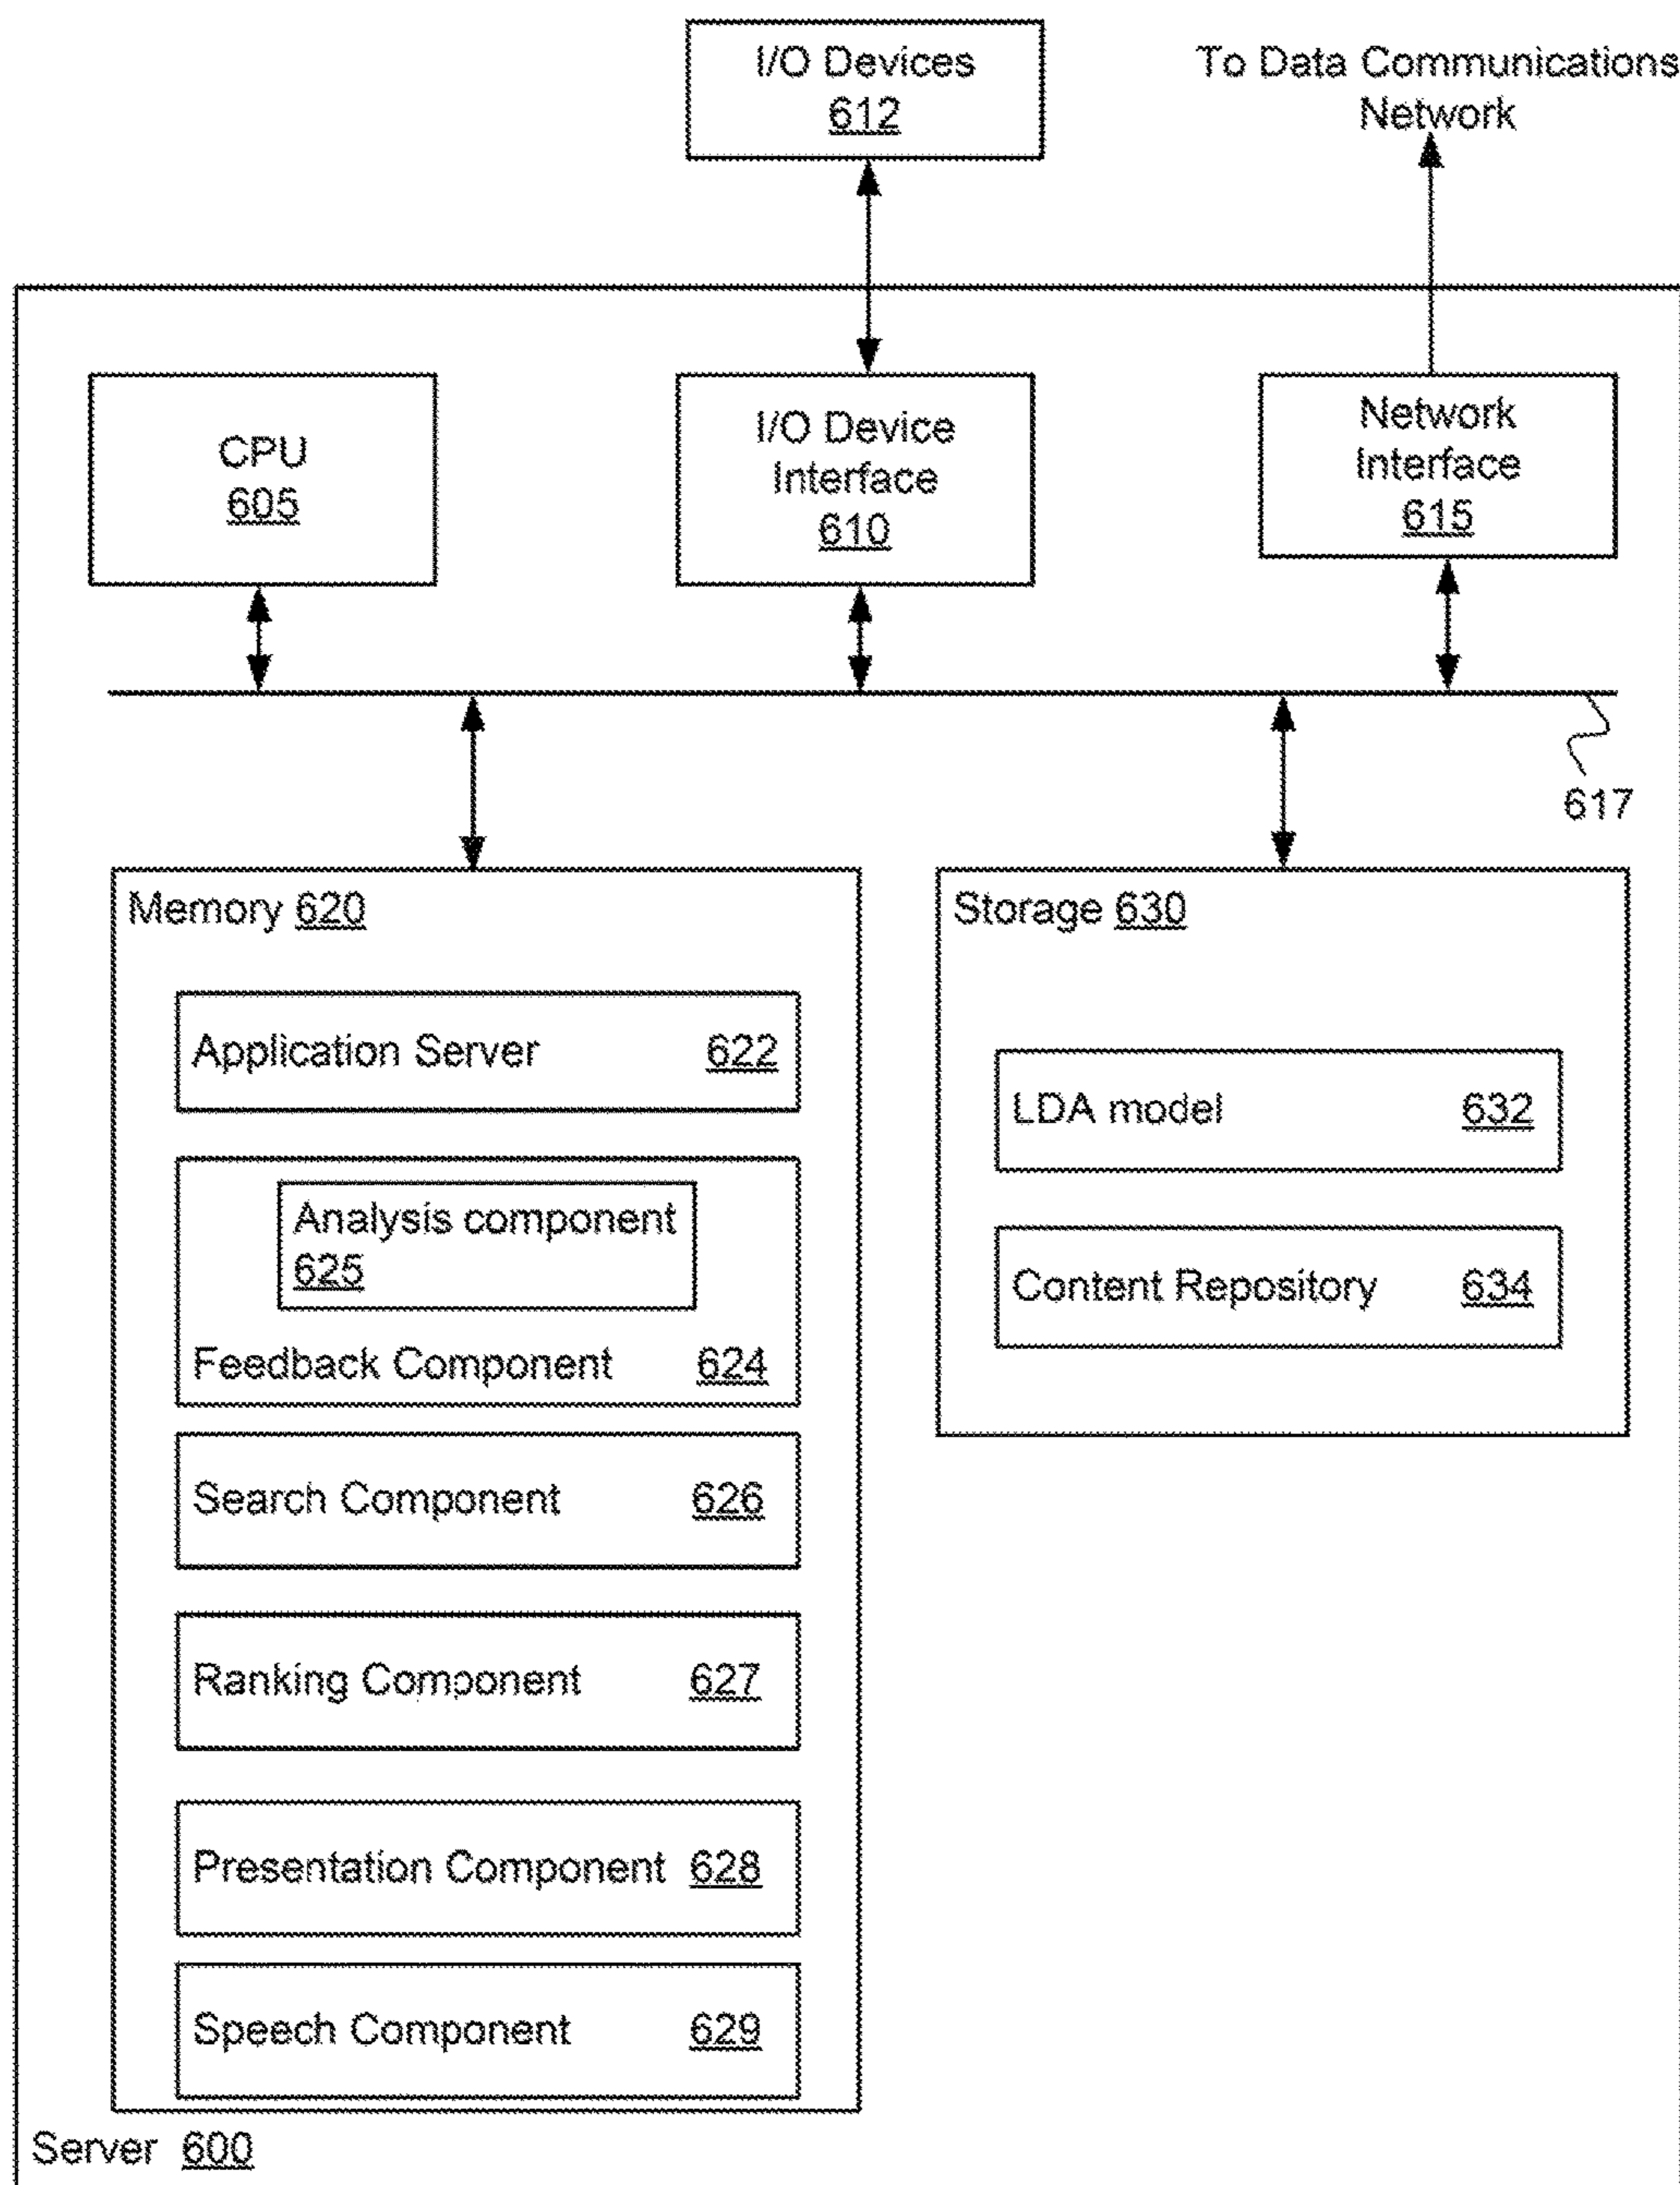 I/O Devices
612
To Data Communications
Network
CPU
605
I/O Device
Interface
610
Network
Interface
615
617
Memory 620
Application Server 622
Analysis component
625
Feedback Component 624
Search Component 626
Ranking Component 627
Presentation Component 628
Speech Component 629
Storage 630
LDA model 632
Content Repository 634
Server 600